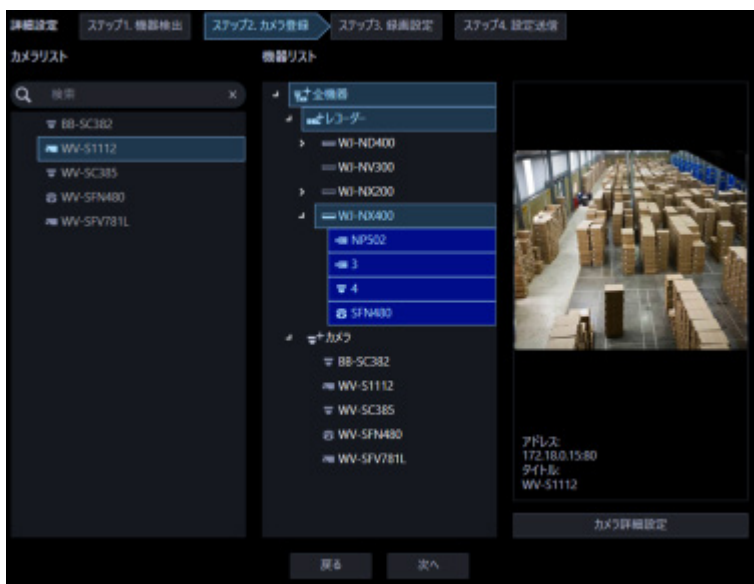 詳細設定
ステップ1. 機器検出
ステップ2. カメラ登録
ステップ3. 録画設定
ステップ4. 設定送信
カメラリスト
検索
x
BB-SC382
WV-S1112
WV-SC385
WV-SFN480
WV-SFV781L
機器リスト
全機器
レコーダー
WJ-ND400
WJ-NV300
WJ-NX200
WJ-NX400
NP502
3
4
SFN480
カメラ
BB-SC382
WV-S1112
WV-SC385
WV-SFN480
WV-SFV781L
アドレス:
172.18.0.15:80
タイトル:
WV-S1112
カメラ詳細設定
戻る
次へ